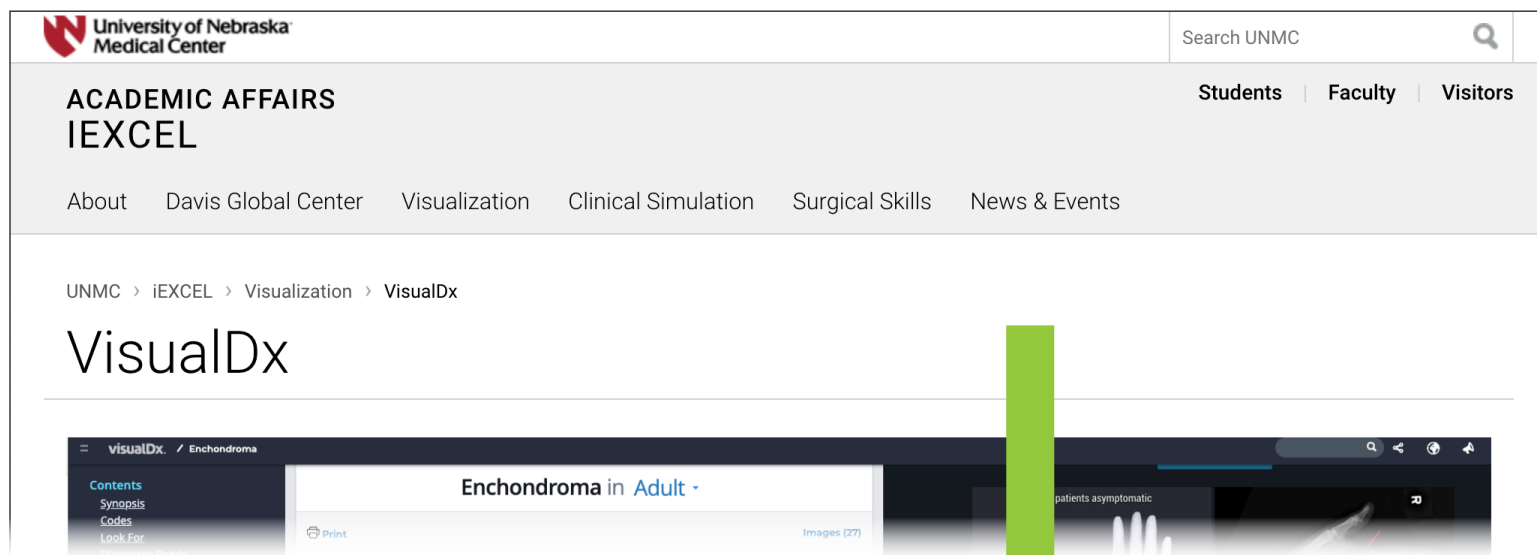 University of Nebraska
Medical Center
Search UNMC
ACADEMIC AFFAIRS
IEXCEL
Students | Faculty | Visitors
About Davis Global Center Visualization Clinical Simulation Surgical Skills News & Events
UNMC > iEXCEL > Visualization > VisualDx
VisualDx
visualDx. / Enchondroma
Contents
Synopsis
Codes
Look For
Enchondroma in Adult
Print
Images (27)
patients asymptomatic
R